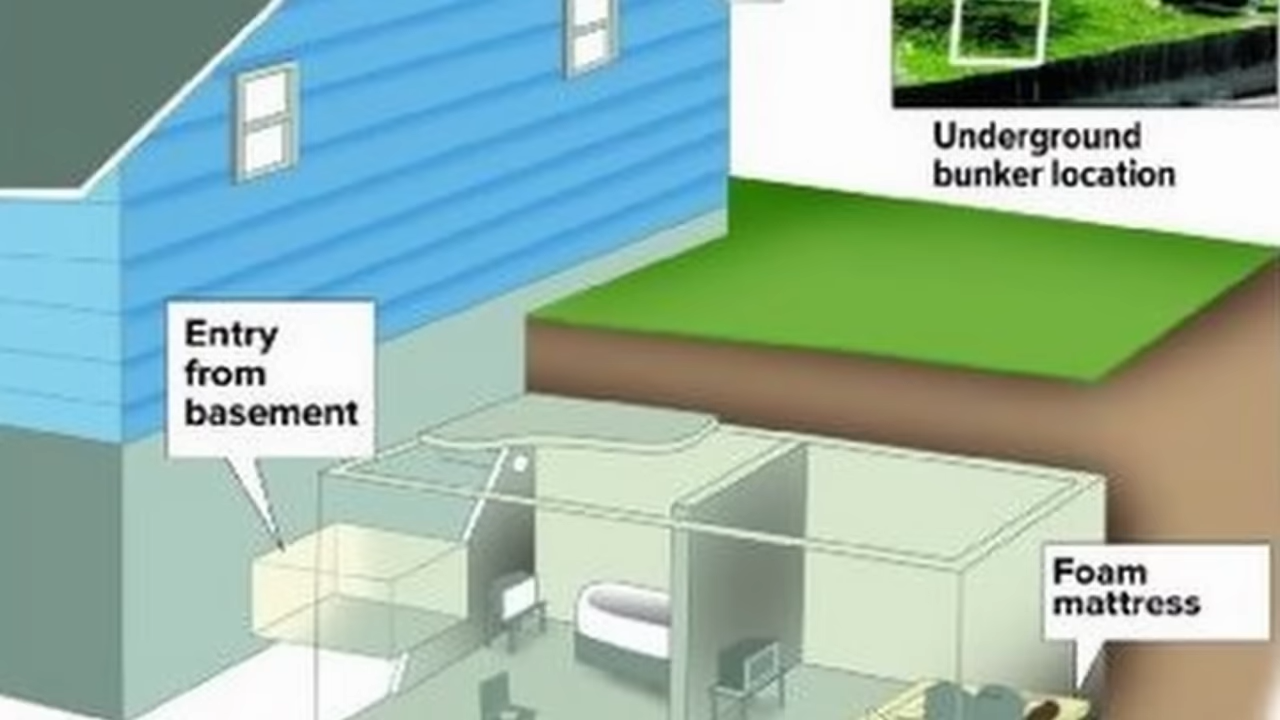 Underground
bunker location
Entry
from
basement
Foam
mattress